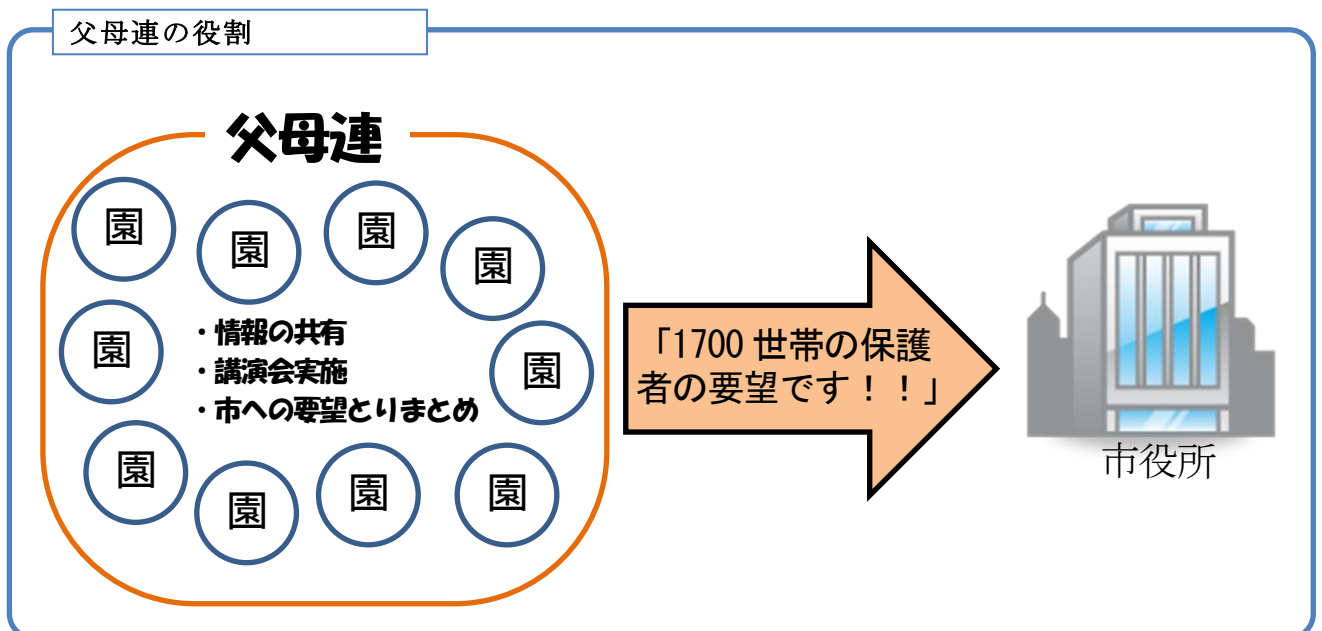 父母連の役割
父母連
園
園
園
園
園
園
・情報の共有
・講演会実施
・市への要望とりまとめ
園
園
園
園
「1700 世帯の保護
者の要望です！！」
市役所